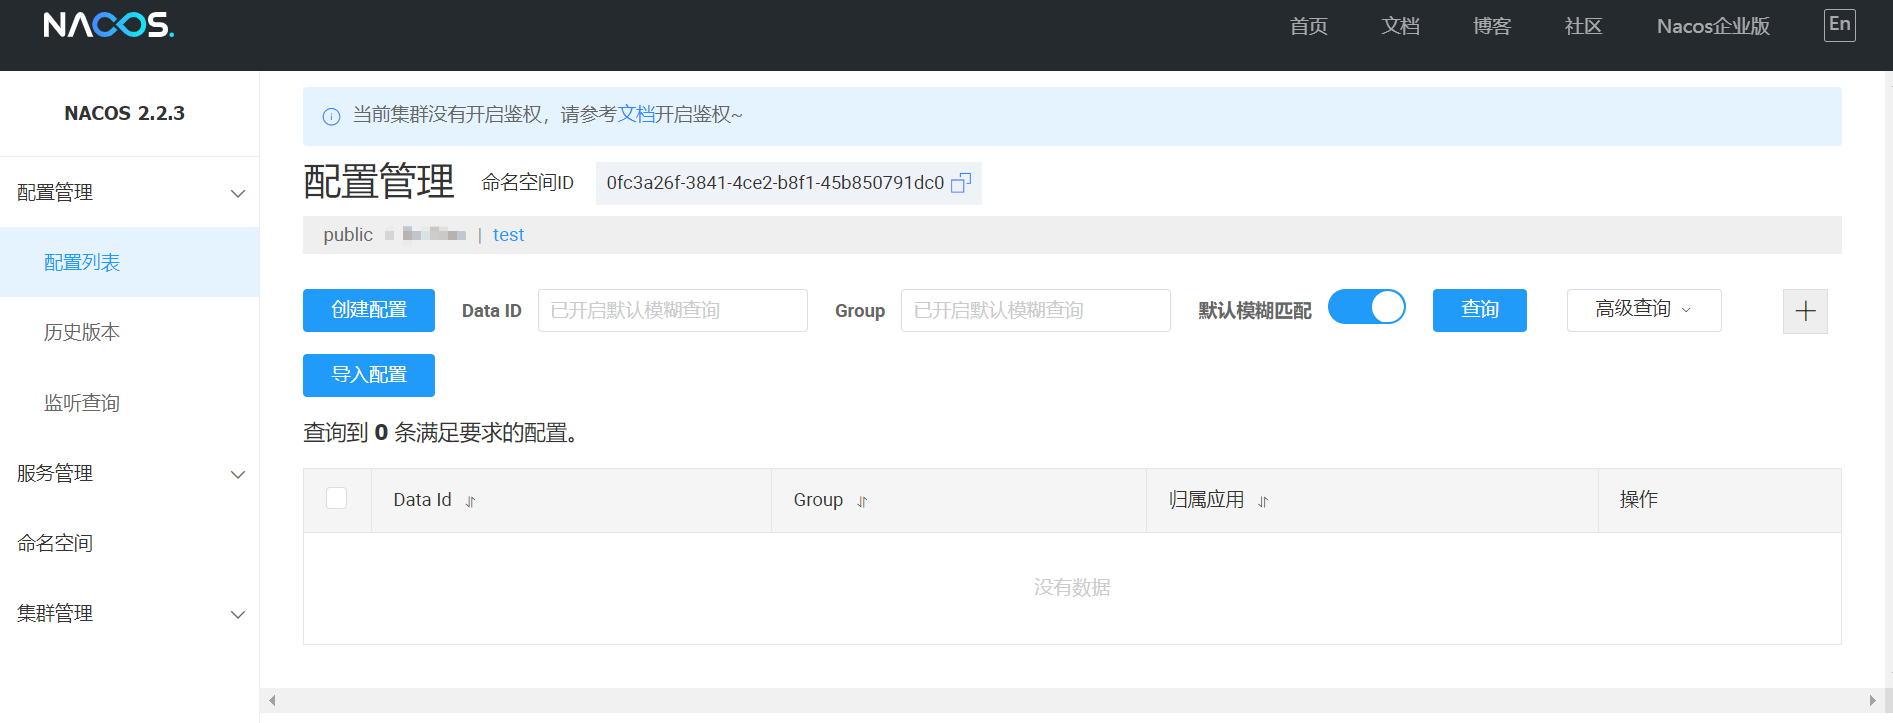 NACOS.
首页 文档 博客 社区 Nacos企业版 En
NACOS 2.2.3
配置管理
配置列表
历史版本
监听查询
服务管理
命名空间
集群管理
当前集群没有开启鉴权，请参考文档开启鉴权~
配置管理 命名空间ID 0fc3a26f-3841-4ce2-b8f1-45b850791dc0
public | test
创建配置 Data ID 已开启默认模糊查询 Group 已开启默认模糊查询 默认模糊匹配 查询 高级查询
导入配置
查询到 0 条满足要求的配置。
Data Id Group 归属应用 操作
没有数据